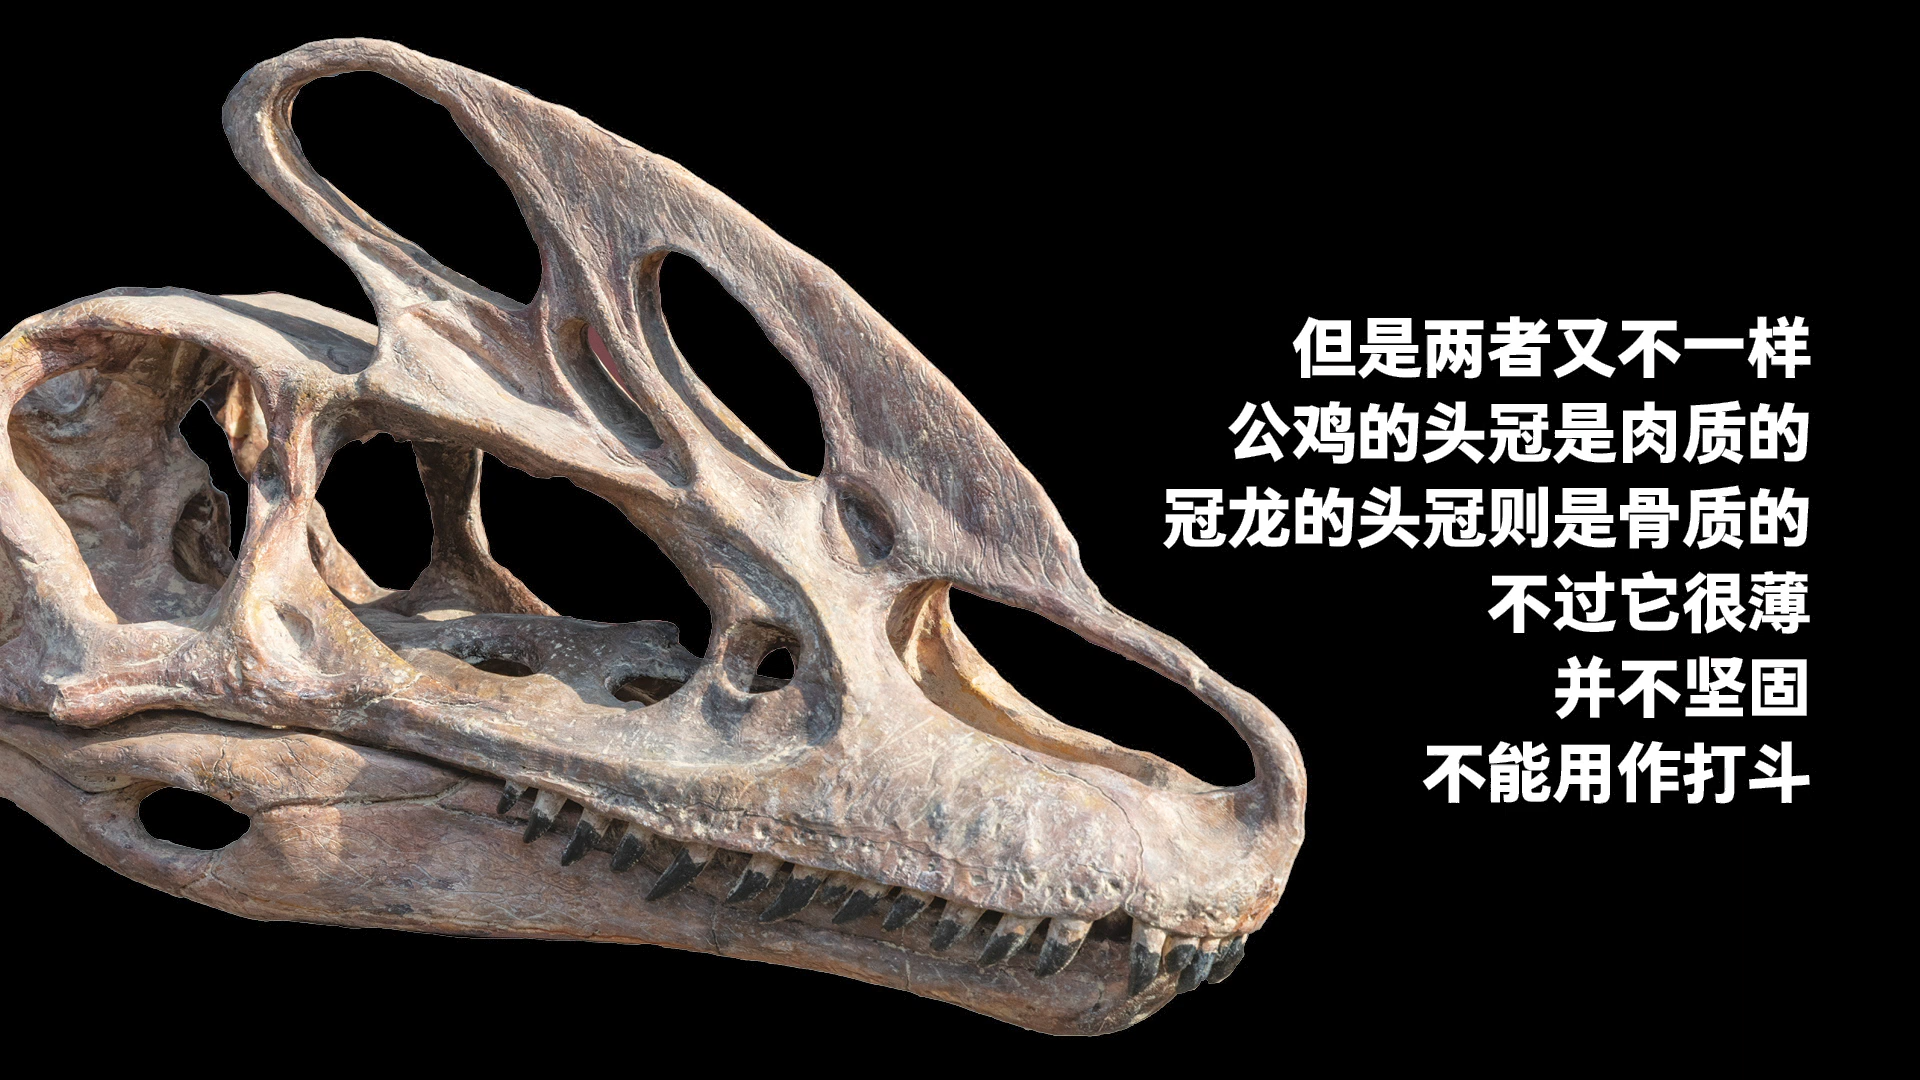 但是两者又不一样
公鸡的头冠是肉质的
冠龙的头冠则是骨质的
不过它很薄
并不坚固
不能用作打斗